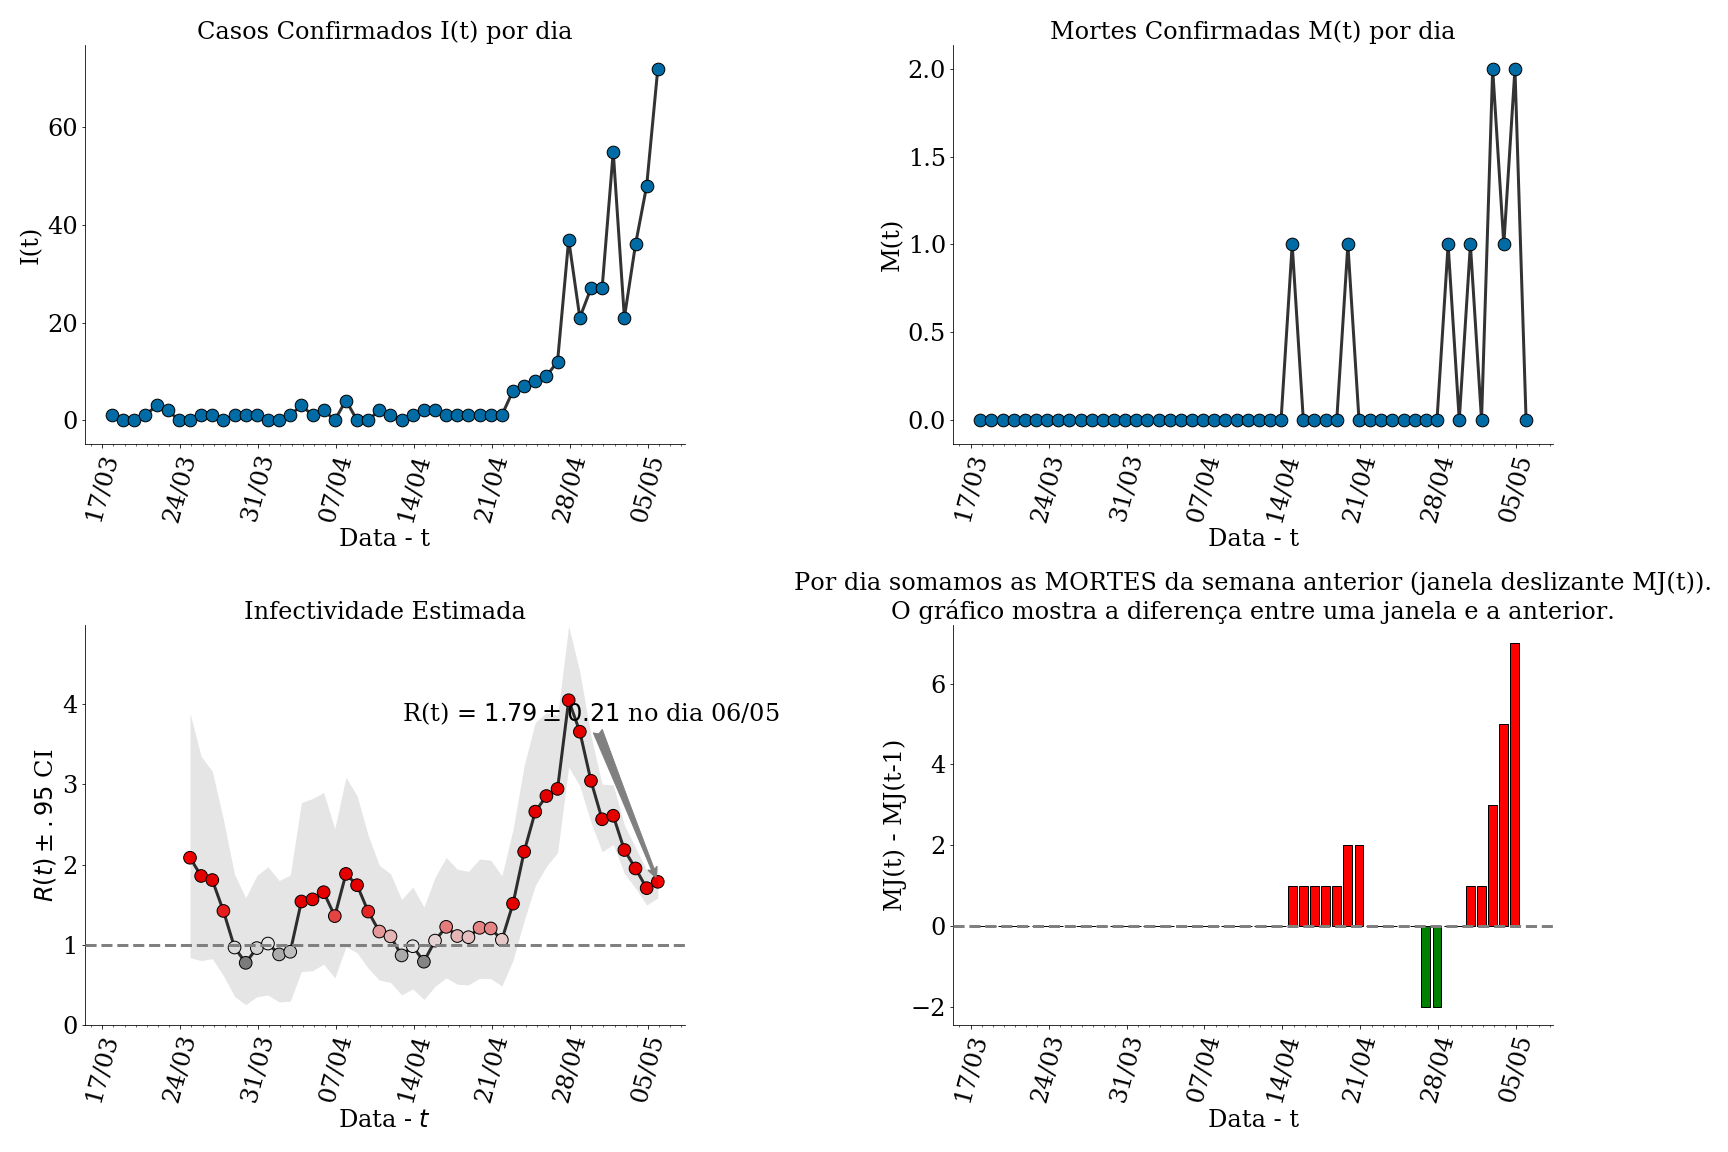 Casos Confirmados I(t) por dia
I(t)
60
40
20
0
17/03 24/03 31/03 07/04 14/04 21/04 28/04 05/05
Data - t
Mortes Confirmadas M(t) por dia
M(t)
2.0
1.5
1.0
0.5
0.0
17/03 24/03 31/03 07/04 14/04 21/04 28/04 05/05
Data - t
Infectividade Estimada
R(t) ± .95 CI
4
3
2
1
0
R(t) = 1.79 ± 0.21 no dia 06/05
17/03 24/03 31/03 07/04 14/04 21/04 28/04 05/05
Data - t
Por dia somamos as MORTES da semana anterior (janela deslizante MJ(t)).
O gráfico mostra a diferença entre uma janela e a anterior.
MJ(t) - MJ(t-1)
6
4
2
0
−2
17/03 24/03 31/03 07/04 14/04 21/04 28/04 05/05
Data - t